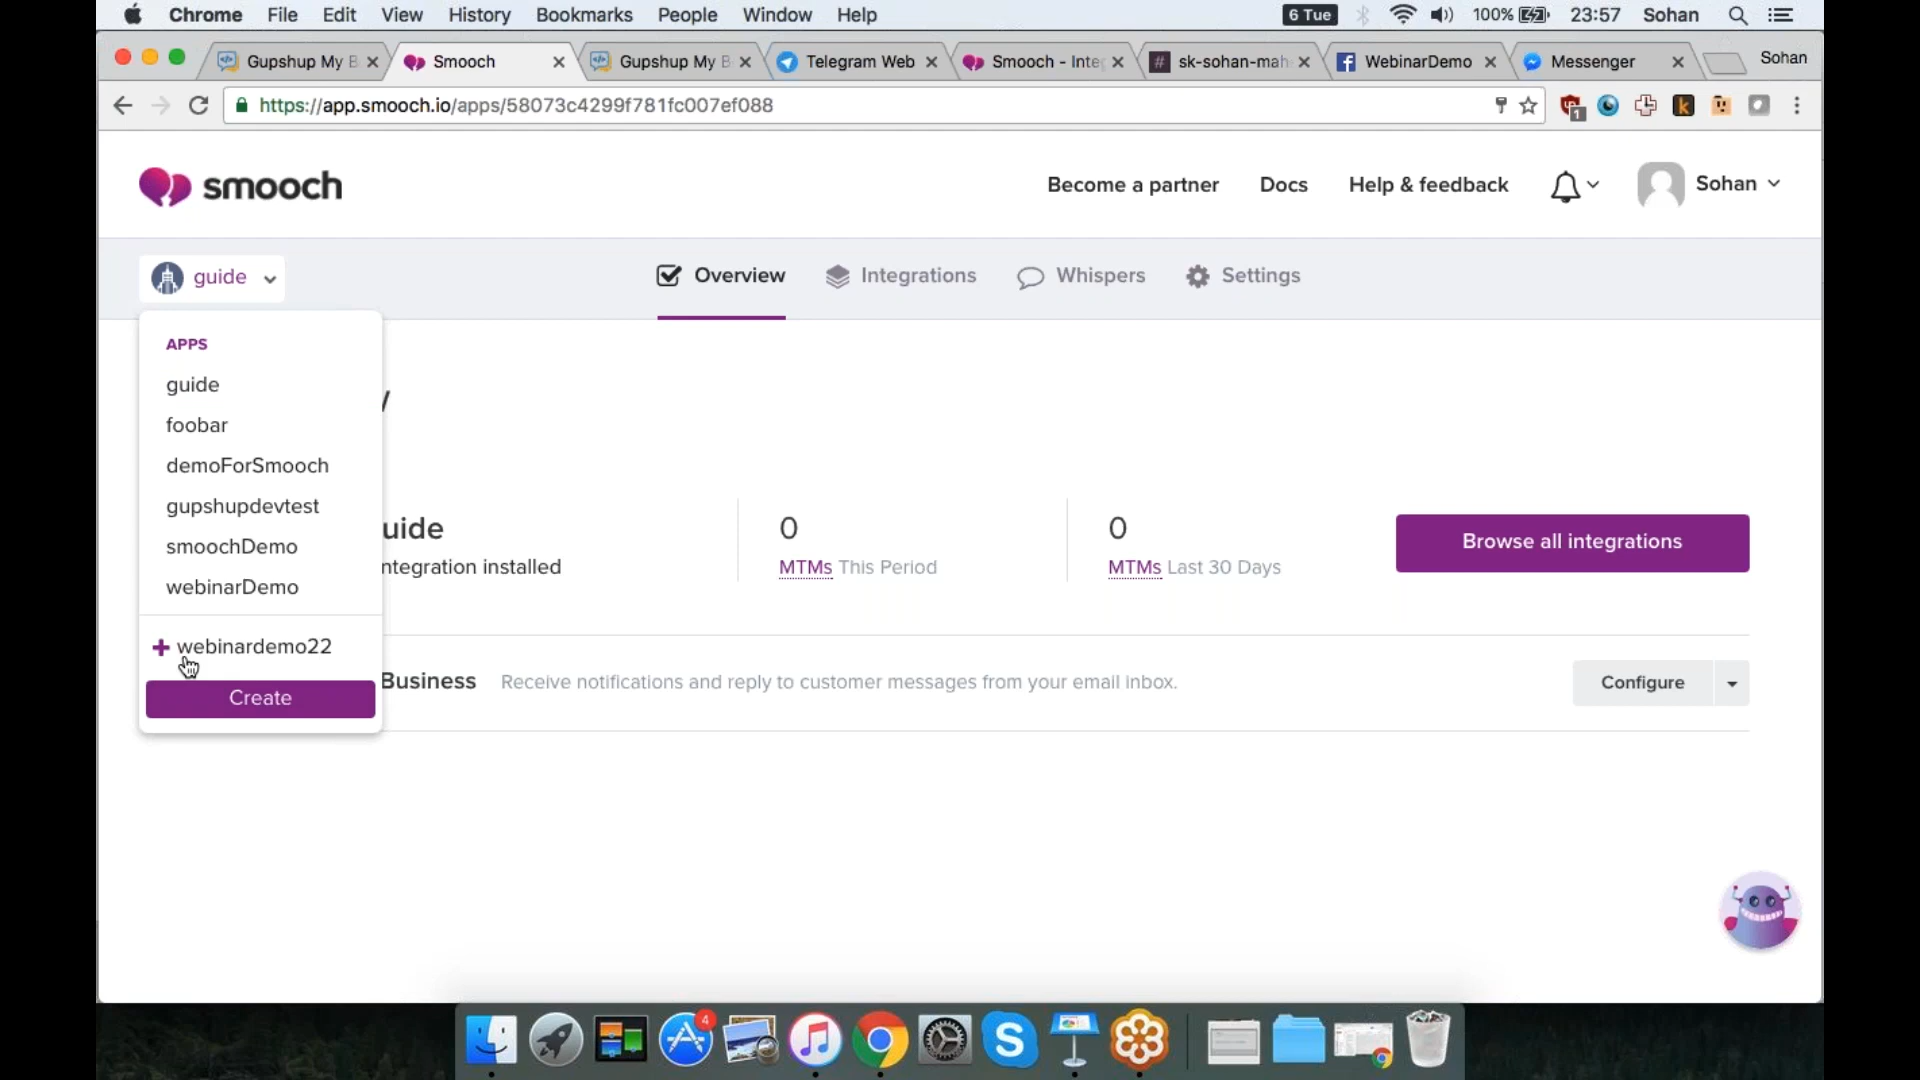 Chrome File Edit View History Bookmarks People Window Help 6 Tue 100% 23:57 Sohan
Gupshup My B Smooch Gupshup My B Telegram Web Smooch - Inte # sk-sohan-mah WebinarDemo Messenger Sohan
https://app.smooch.io/apps/58073c4299f781fc007ef088 1
smooch Become a partner Docs Help & feedback Sohan
guide Overview Integrations Whispers Settings
APPS
guide
foobar
demoForSmooch
gupshupdevtest
smoochDemo
webinarDemo
+ webinardemo22
Create
uide 0 0 Browse all integrations
ntegration installed MTMs This Period MTMs Last 30 Days
Business Receive notifications and reply to customer messages from your email inbox. Configure
4